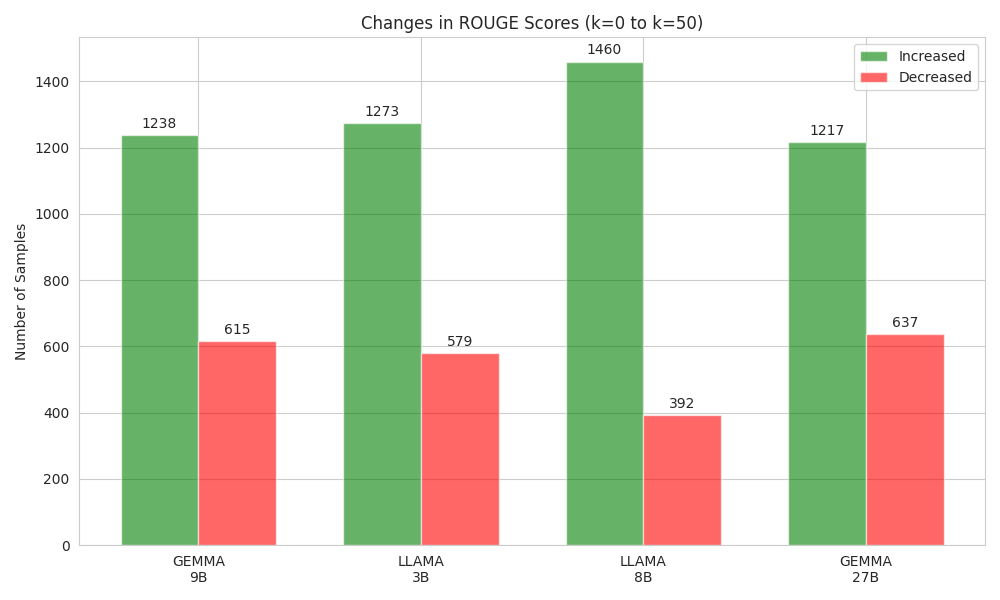 Changes in ROUGE Scores (k=0 to k=50)
Increased
Decreased
Number of Samples
1400
1200
1000
800
600
400
200
0
1238
615
1273
579
1460
392
1217
637
GEMMA
9B
LLAMA
3B
LLAMA
8B
GEMMA
27B